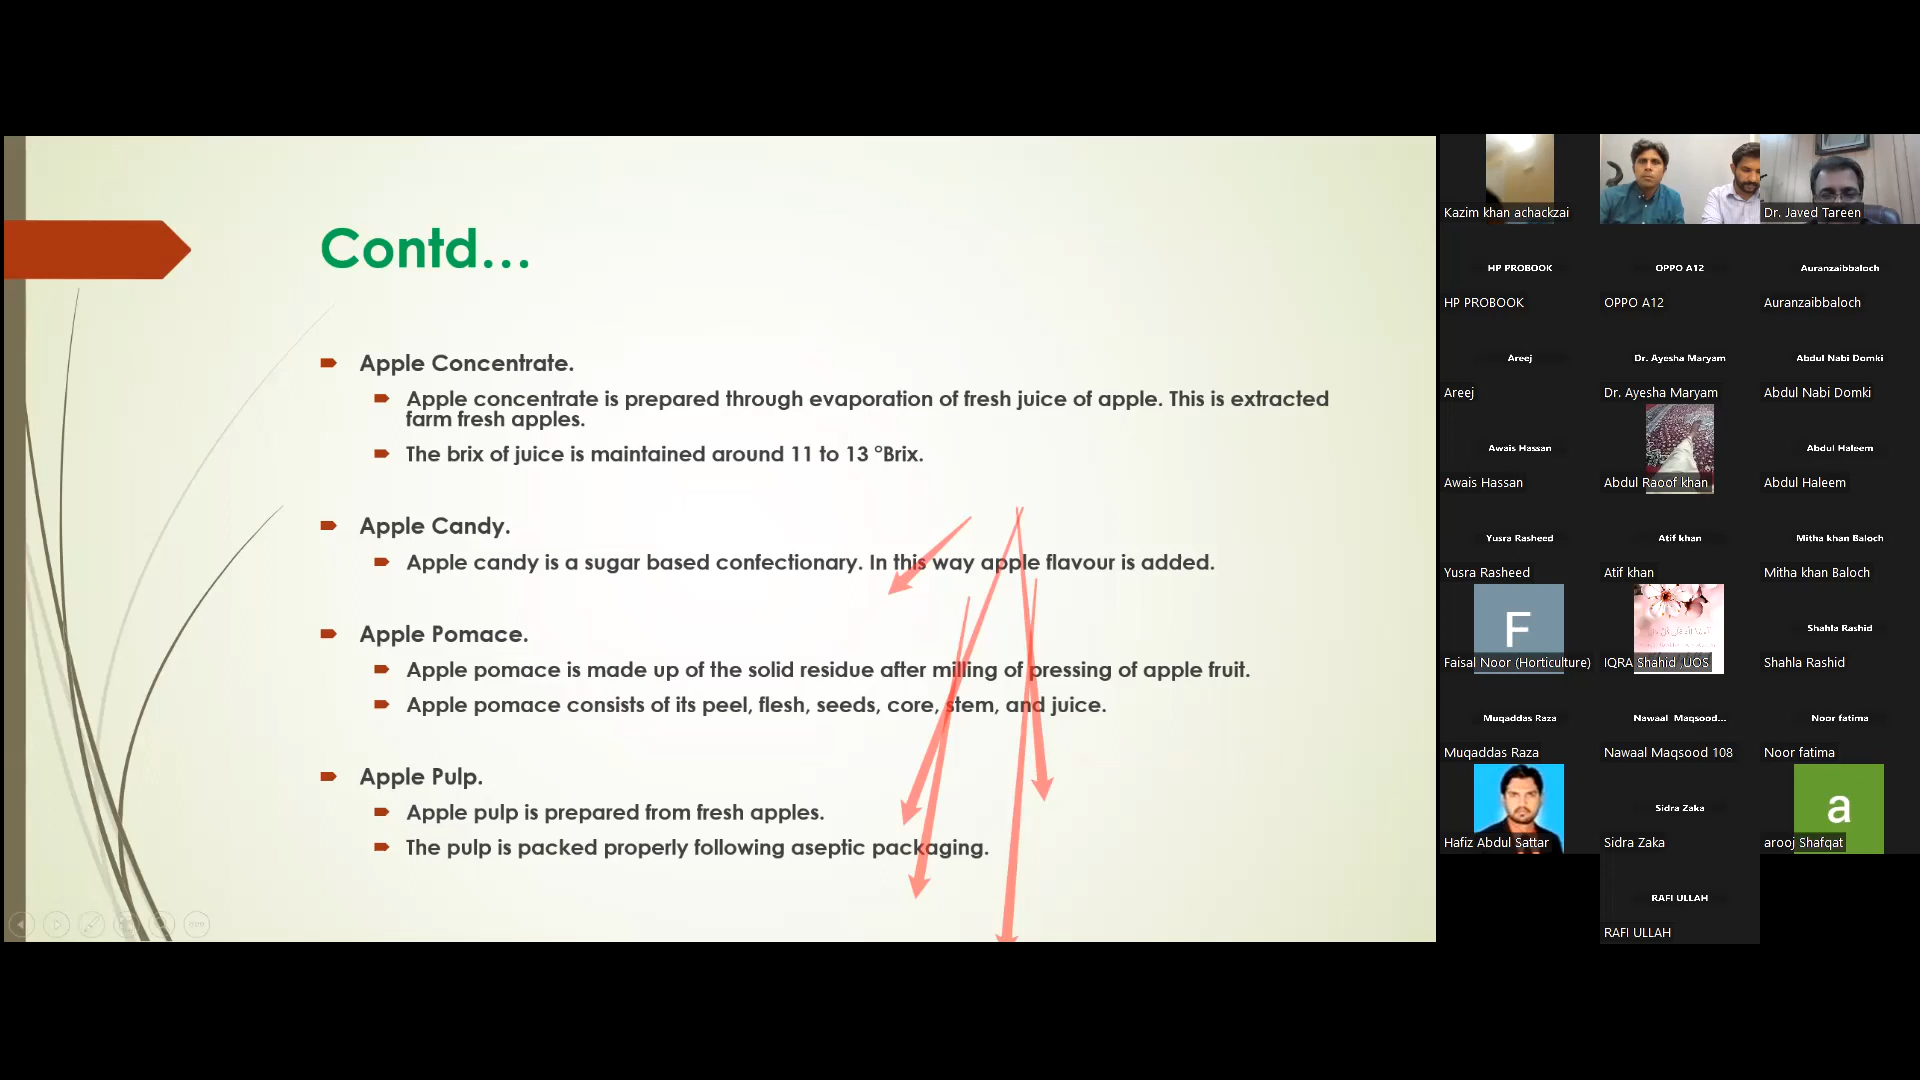 Contd...
Apple Concentrate.
Apple concentrate is prepared through evaporation of fresh juice of apple. This is extracted
farm fresh apples.
The brix of juice is maintained around 11 to 13 °Brix.
Apple Candy.
Apple candy is a sugar based confectionary. In this way apple flavour is added.
Apple Pomace.
Apple pomace is made up of the solid residue after milling of pressing of apple fruit.
Apple pomace consists of its peel, flesh, seeds, core, stem, and juice.
Apple Pulp.
Apple pulp is prepared from fresh apples.
The pulp is packed properly following aseptic packaging.
Kazim khan achackzai
Dr. Javed Tareen
HP PROBOOK
OPPO A12
Auranzaibbaloch
HP PROBOOK
OPPO A12
Auranzaibbaloch
Areej
Dr. Ayesha Maryam
Abdul Nabi Domki
Areej
Dr. Ayesha Maryam
Abdul Nabi Domki
Awais Hassan
Abdul Haleem
Awais Hassan
Abdul Raoof khan
Abdul Haleem
Yusra Rasheed
Atif khan
Mitha khan Baloch
Yusra Rasheed
Atif khan
Mitha khan Baloch
F
Shahla Rashid
Faisal Noor (Horticulture)
IQRA Shahid ,UOS
Shahla Rashid
Muqaddas Raza
Nawaal Maqsood...
Noor fatima
Muqaddas Raza
Nawaal Maqsood 108
Noor fatima
Sidra Zaka
a
Hafiz Abdul Sattar
Sidra Zaka
arooj Shafqat
RAFI ULLAH
RAFI ULLAH